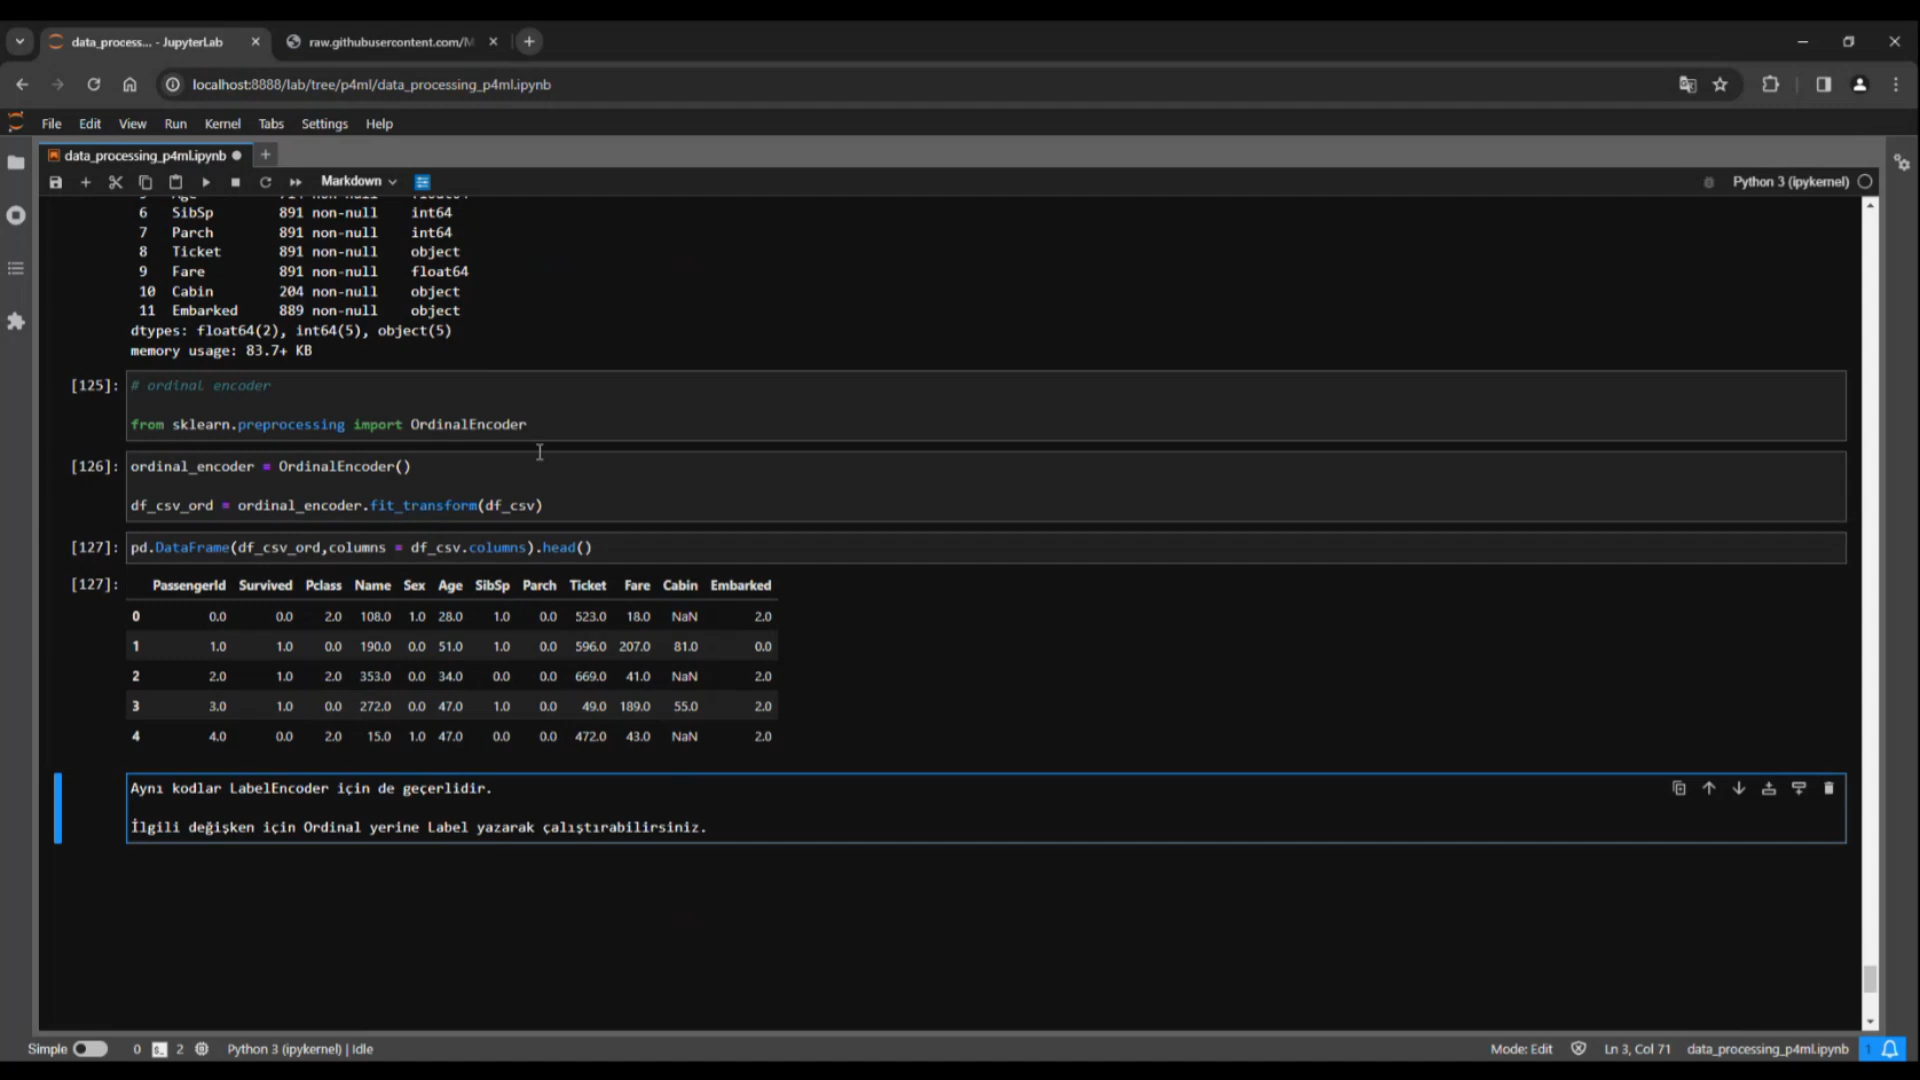 data_process... - JupyterLab
raw.githubusercontent.com/M
localhost:8888/lab/tree/p4ml/data_processing_p4ml.ipynb
File Edit View Run Kernel Tabs Settings Help
data_processing_p4ml.ipynb
Markdown
Python 3 (ipykernel)
6 SibSp 891 non-null int64
7 Parch 891 non-null int64
8 Ticket 891 non-null object
9 Fare 891 non-null float64
10 Cabin 204 non-null object
11 Embarked 889 non-null object
dtypes: float64(2), int64(5), object(5)
memory usage: 83.7+ KB
[125]: # ordinal encoder
from sklearn.preprocessing import OrdinalEncoder
[126]: ordinal_encoder = OrdinalEncoder()
df_csv_ord = ordinal_encoder.fit_transform(df_csv)
[127]: pd.DataFrame(df_csv_ord,columns = df_csv.columns).head()
[127]: PassengerId Survived Pclass Name Sex Age SibSp Parch Ticket Fare Cabin Embarked
0 0.0 0.0 2.0 108.0 1.0 28.0 1.0 0.0 523.0 18.0 NaN 2.0
1 1.0 1.0 0.0 190.0 0.0 51.0 1.0 0.0 596.0 207.0 81.0 0.0
2 2.0 1.0 2.0 353.0 0.0 34.0 0.0 0.0 669.0 41.0 NaN 2.0
3 3.0 1.0 0.0 272.0 0.0 47.0 1.0 0.0 49.0 189.0 55.0 2.0
4 4.0 0.0 2.0 15.0 1.0 47.0 0.0 0.0 472.0 43.0 NaN 2.0
Aynı kodlar LabelEncoder için de geçerlidir.
İlgili değişken için Ordinal yerine Label yazarak çalıştırabilirsiniz.
Simple 0 2 Python 3 (ipykernel) | Idle
Mode: Edit Ln 3, Col 71 data_processing_p4ml.ipynb 1